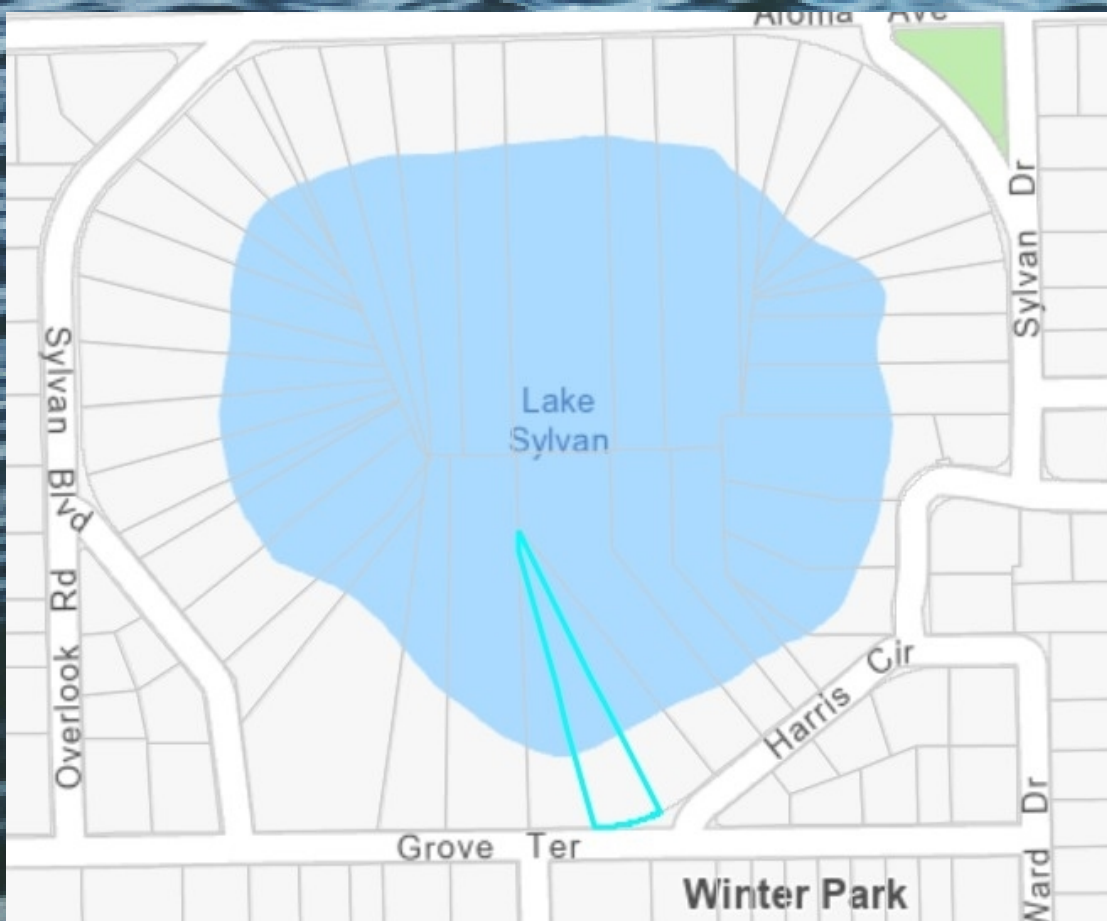 Aloma Ave
Sylvan Dr
Lake
Sylvan
Sylvan Blvd
Overlook Rd
Harris Cir
Grove Ter
Ward Dr
Winter Park